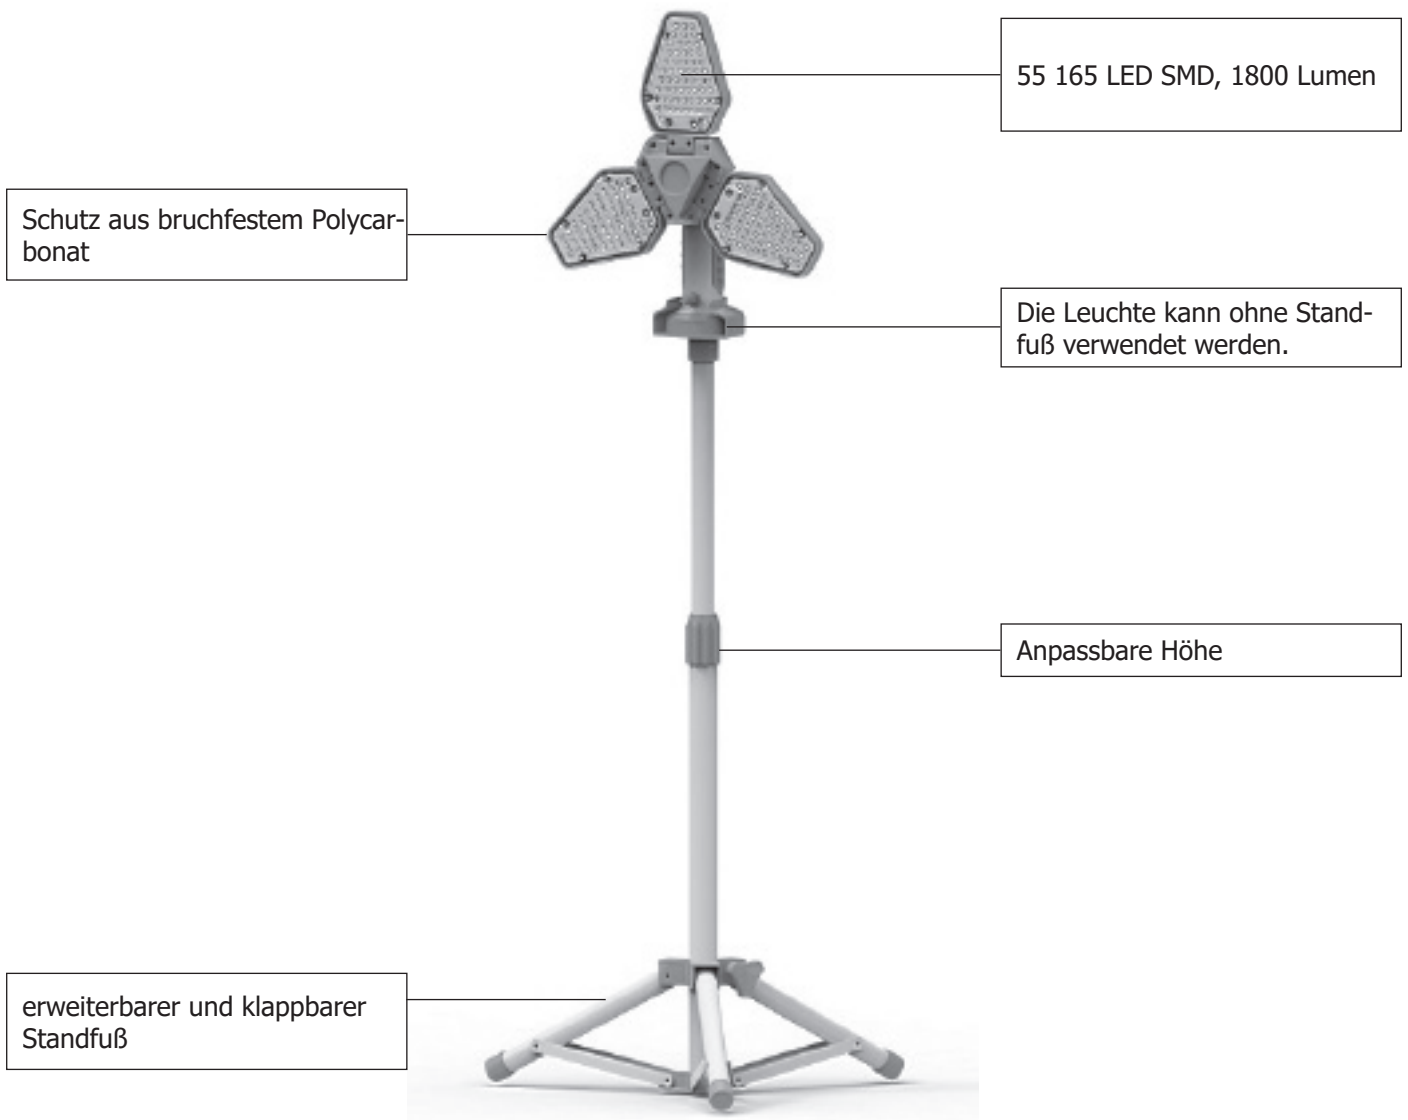 55 165 LED SMD, 1800 Lumen
Schutz aus bruchfestem Polycar-
bonat
Die Leuchte kann ohne Stand-
fuß verwendet werden.
Anpassbare Höhe
erweiterbarer und klappbarer
Standfuß